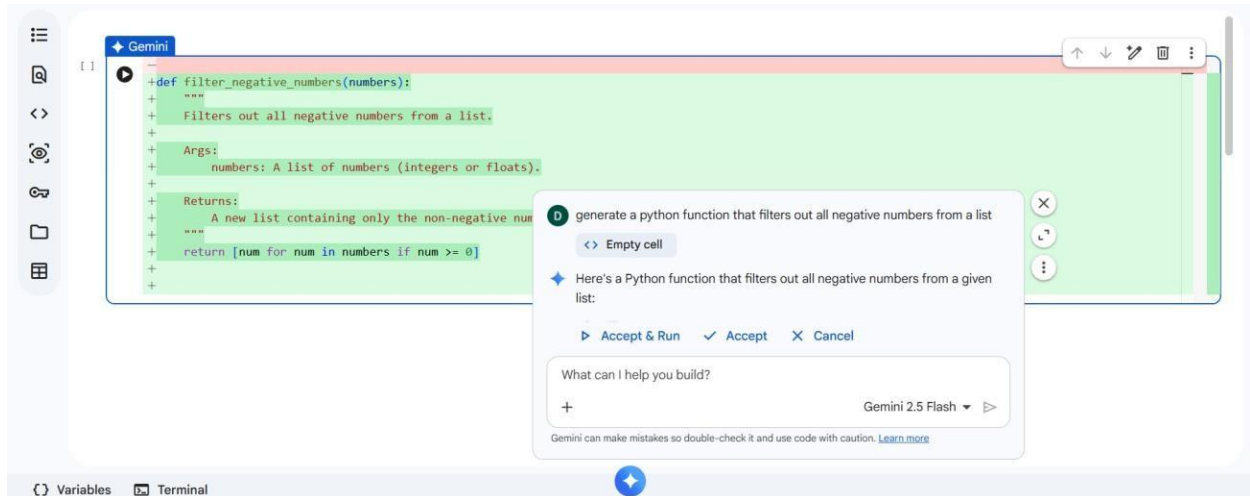 Gemini
[ ]
−
+def filter_negative_numbers(numbers):
+    """
+    Filters out all negative numbers from a list.
+
+    Args:
+        numbers: A list of numbers (integers or floats).
+
+    Returns:
+        A new list containing only the non-negative num
+    """
+    return [num for num in numbers if num >= 0]
+
+
D
generate a python function that filters out all negative numbers from a list
<> Empty cell
Here's a Python function that filters out all negative numbers from a given
list:
Accept & Run Accept Cancel
What can I help you build?
+ Gemini 2.5 Flash
Gemini can make mistakes so double-check it and use code with caution. Learn more
{} Variables Terminal